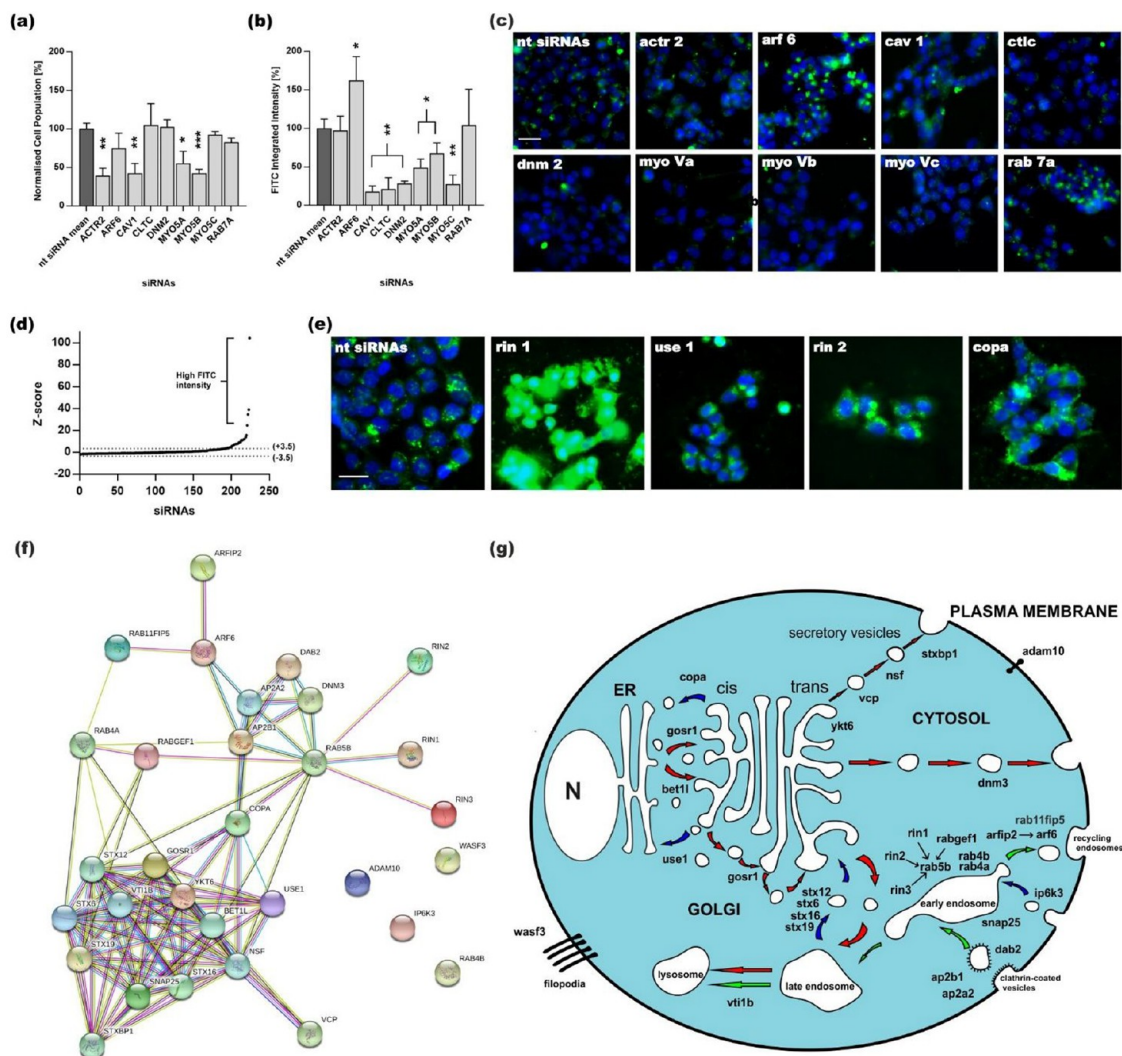 (a)
Normalised Cell Population [%]
200
150
100
50
0
**
**
*
***
nt siRNA mean
ACTR2
ARF6
CAV1
CLTC
DNM2
MYO5A
MYO5B
MYO5C
RAB7A
siRNAs
(b)
FITC Integrated Intensity [%]
200
150
100
50
0
*
**
*
**
nt siRNA mean
ACTR2
ARF6
CAV1
CLTC
DNM2
MYO5A
MYO5B
MYO5C
RAB7A
siRNAs
(c)
nt siRNAs
actr 2
arf 6
cav 1
ctlc
dnm 2
myo Va
myo Vb
myo Vc
rab 7a
(d)
Z-score
100
80
60
40
20
0
-20
High FITC
intensity
(+3.5)
(-3.5)
0 50 100 150 200 250
siRNAs
(e)
nt siRNAs
rin 1
use 1
rin 2
copa
(f)
ARFIP2
RAB11FIP5
ARF6
RIN2
DAB2
AP2A2
DNM3
RAB4A
AP2B1
RABGEF1
RAB5B
RIN1
RIN3
COPA
WASF3
STX12
GOSR1
ADAM10
YKT6
VTI1B
USE1
STX6
BET1L
IP6K3
STX19
NSF
STX16
SNAP25
RAB4B
VCP
STXBP1
(g)
PLASMA MEMBRANE
secretory vesicles
adam10
stxbp1
nsf
vcp
copa
ER
cis
trans
ykt6
CYTOSOL
gosr1
N
bet1l
dnm3
rab11fip5
rin1
rabgef1
arfip2
arf6
recycling
endosomes
use1
rin2
rab5b
rab4b
rab4a
gosr1
rin3
ip6k3
stx12
stx6
stx16
stx19
early endosome
GOLGI
snap25
wasf3
dab2
filopodia
lysosome
late endosome
ap2b1
ap2a2
clathrin-coated
vesicles
vti1b